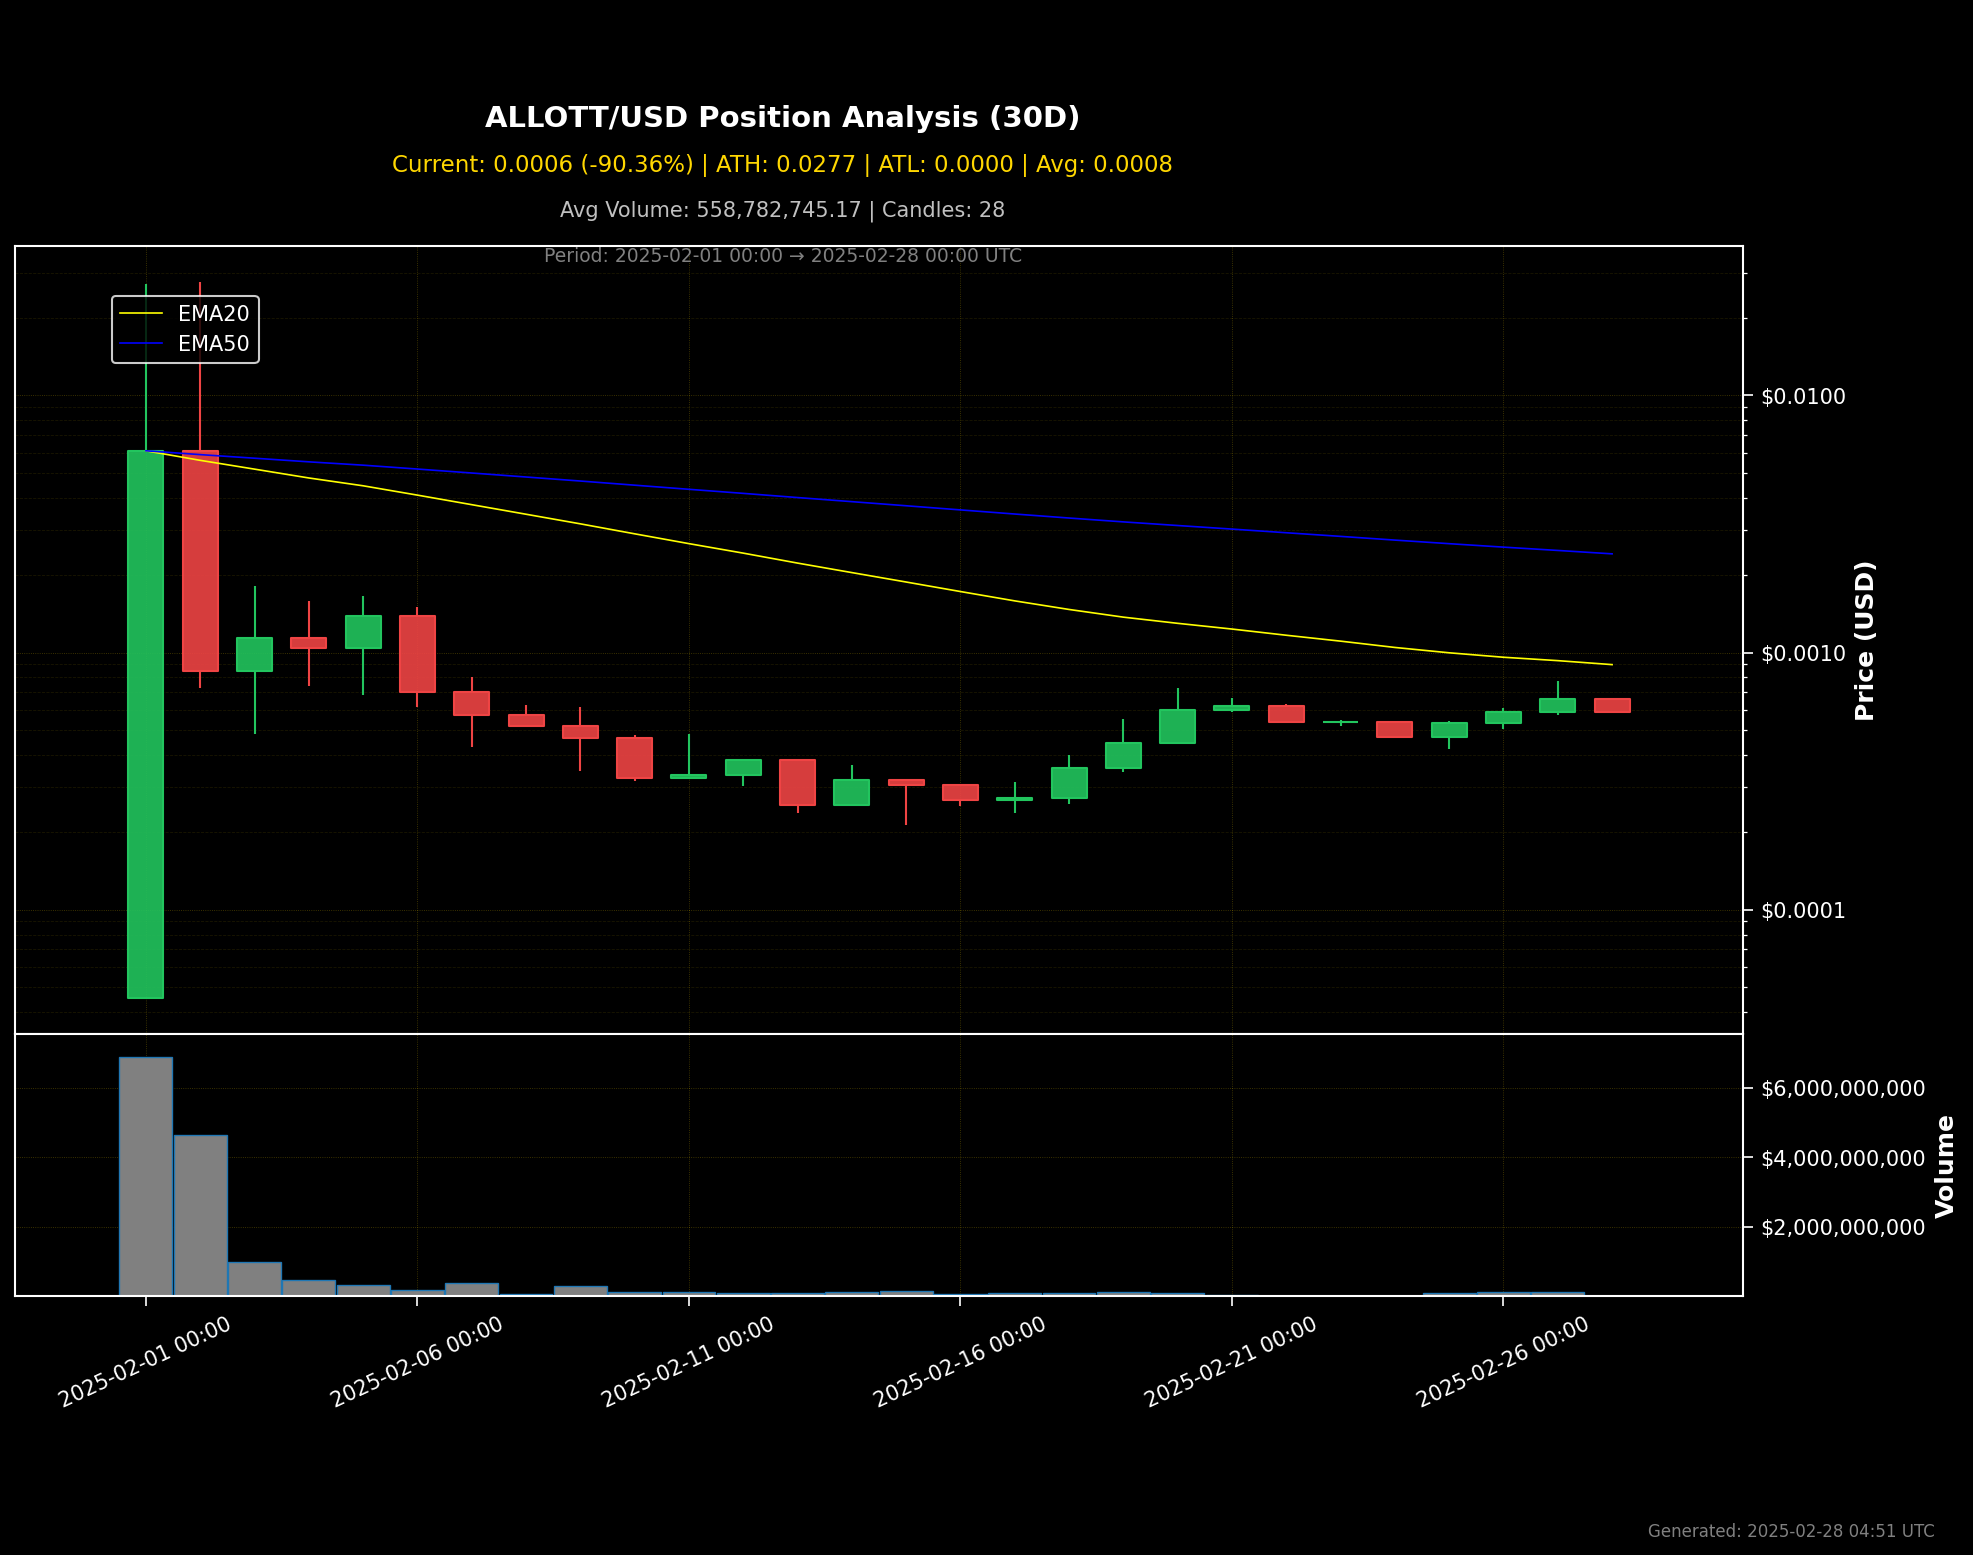 ALLOTT/USD Position Analysis (30D)
Current: 0.0006 (-90.36%) | ATH: 0.0277 | ATL: 0.0000 | Avg: 0.0008
Avg Volume: 558,782,745.17 | Candles: 28
Period: 2025-02-01 00:00 → 2025-02-28 00:00 UTC
EMA20
EMA50
$0.0100
$0.0010
$0.0001
Price (USD)
$6,000,000,000
$4,000,000,000
$2,000,000,000
Volume
2025-02-01 00:00
2025-02-06 00:00
2025-02-11 00:00
2025-02-16 00:00
2025-02-21 00:00
2025-02-26 00:00
Generated: 2025-02-28 04:51 UTC